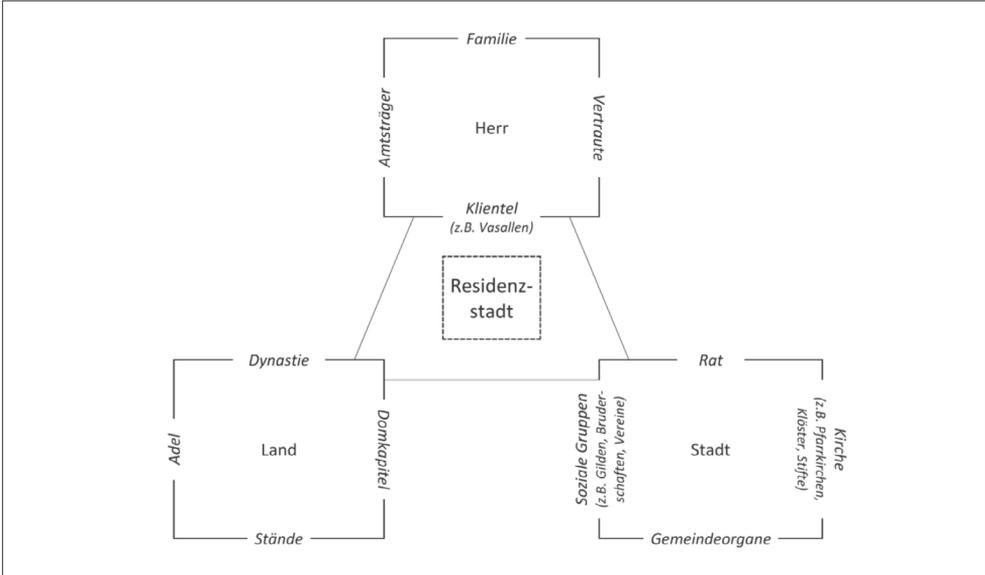 Familie
Amtsträger
Herr
Vertraute
Klientel
(z.B. Vasallen)
Residenz-
stadt
Dynastie
Adel
Land
Domkapitel
Stände
Rat
Soziale Gruppen
(z.B. Gilden, Bruder-
schaften, Vereine)
Stadt
Kirche
(z.B. Pfarrkirchen,
Klöster, Stifte)
Gemeindeorgane